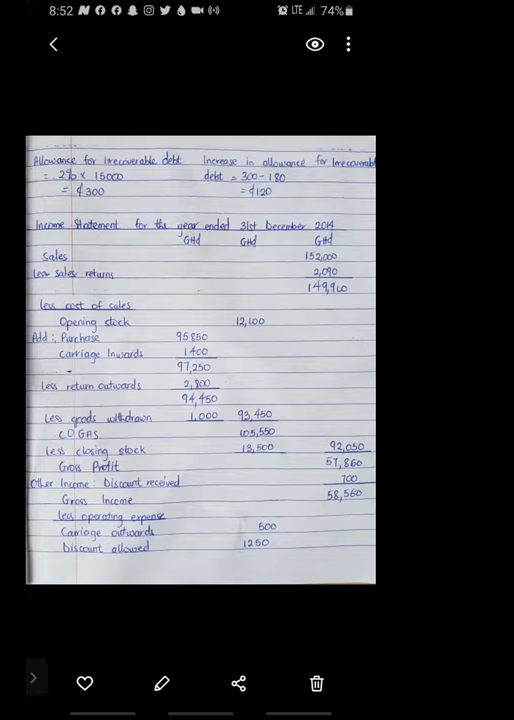 8:52 LTE 74%
Allowance for Irrecoverable debt Increase in allowance for Irrecoverabl
= 2% x 15000 debt = 300 - 180
= ¢300 = ¢120
Income Statement for the year ended 31st December 2014
GH¢ GH¢ GH¢
Sales 152,000
Less sales returns 2,090
149,910
Less cost of sales
Opening stock 12,100
Add: Purchase 95850
Carriage Inwards 1400
97,250
Less return outwards 2,800
94,450
Less goods withdrawn 1,000 93,450
COGAS 105,550
Less closing stock 13,500 92,050
Gross Profit 57,860
Other Income: Discount received 700
Gross Income 58,560
Less operating expense
Carriage outwards 500
Discount allowed 1250